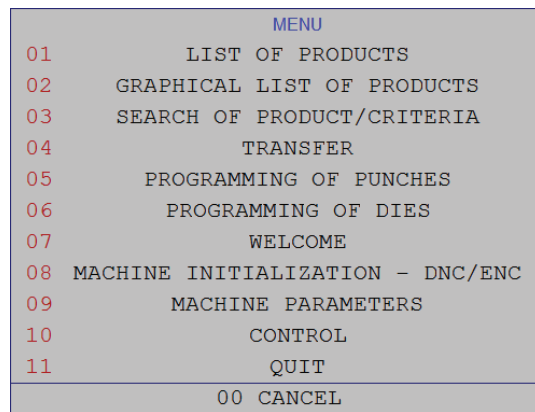 MENU
01 LIST OF PRODUCTS
02 GRAPHICAL LIST OF PRODUCTS
03 SEARCH OF PRODUCT/CRITERIA
04 TRANSFER
05 PROGRAMMING OF PUNCHES
06 PROGRAMMING OF DIES
07 WELCOME
08 MACHINE INITIALIZATION - DNC/ENC
09 MACHINE PARAMETERS
10 CONTROL
11 QUIT
00 CANCEL